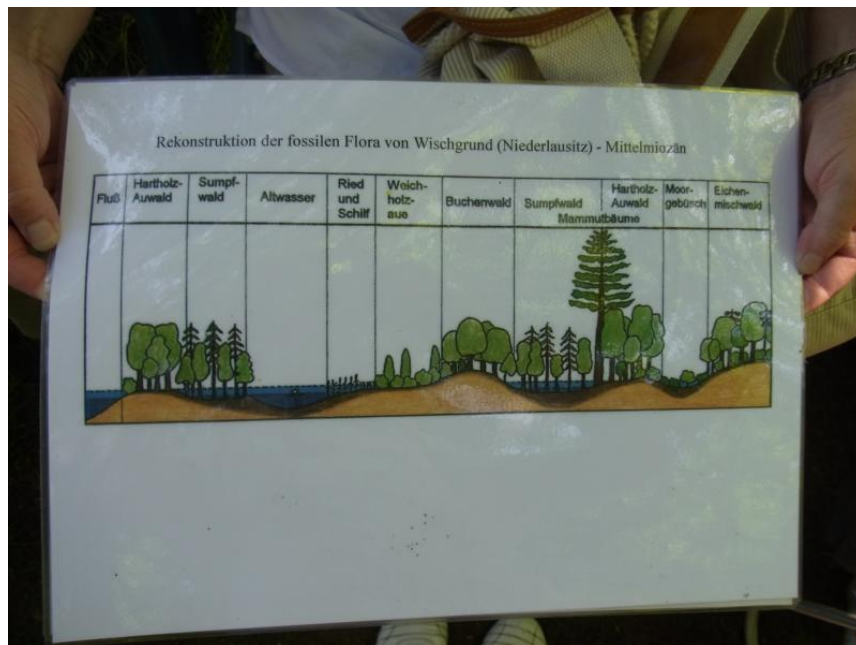 Rekonstruktion der fossilen Flora von Wischgrund (Niederlausitz) - Mittelmiozän
Fluß
Hartholz-
Auwald
Sumpf-
wald
Altwasser
Ried
und
Schilf
Weich-
holz-
aue
Buchenwald
Sumpfwald
Hartholz-
Auwald
Mammutbäume
Moor-
gebüsch
Eichen-
mischwald